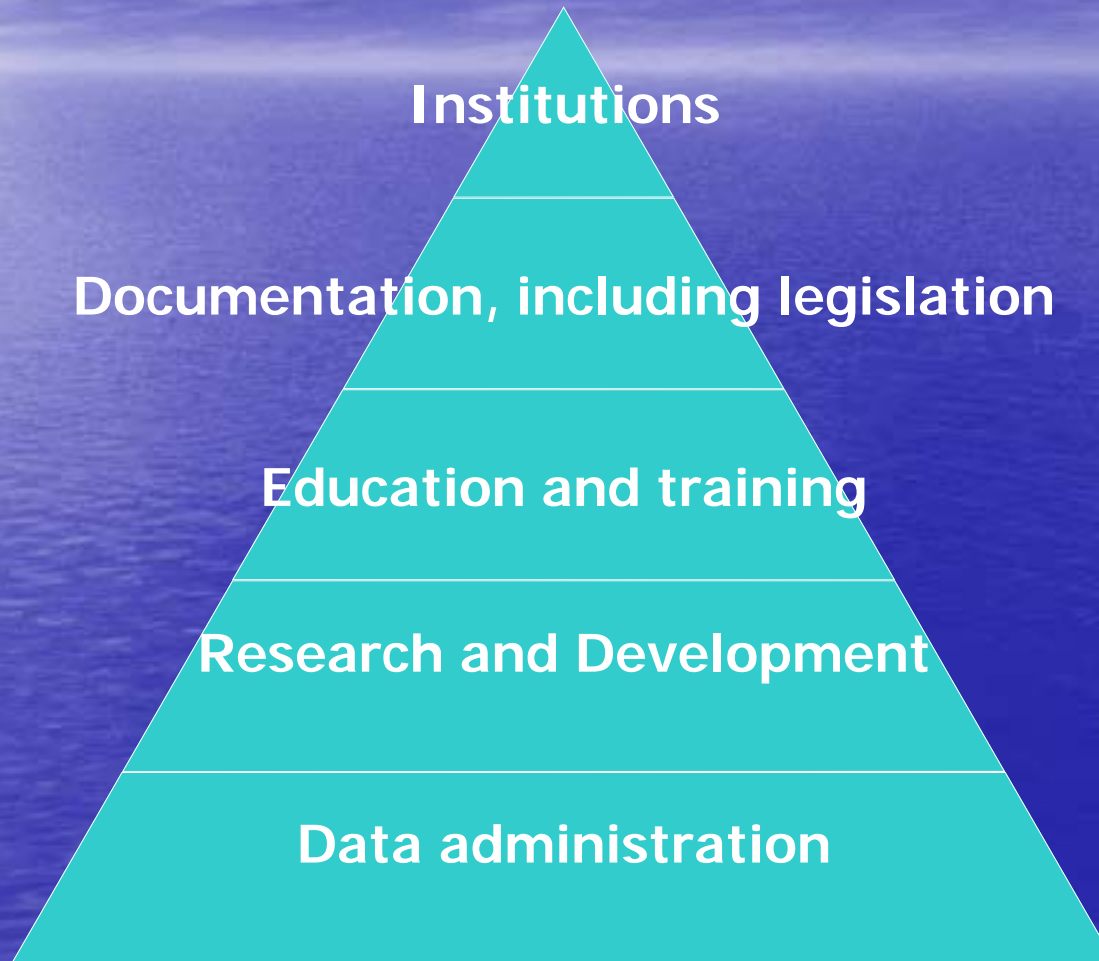 Institutions
Documentation, including legislation
Education and training
Research and Development
Data administration